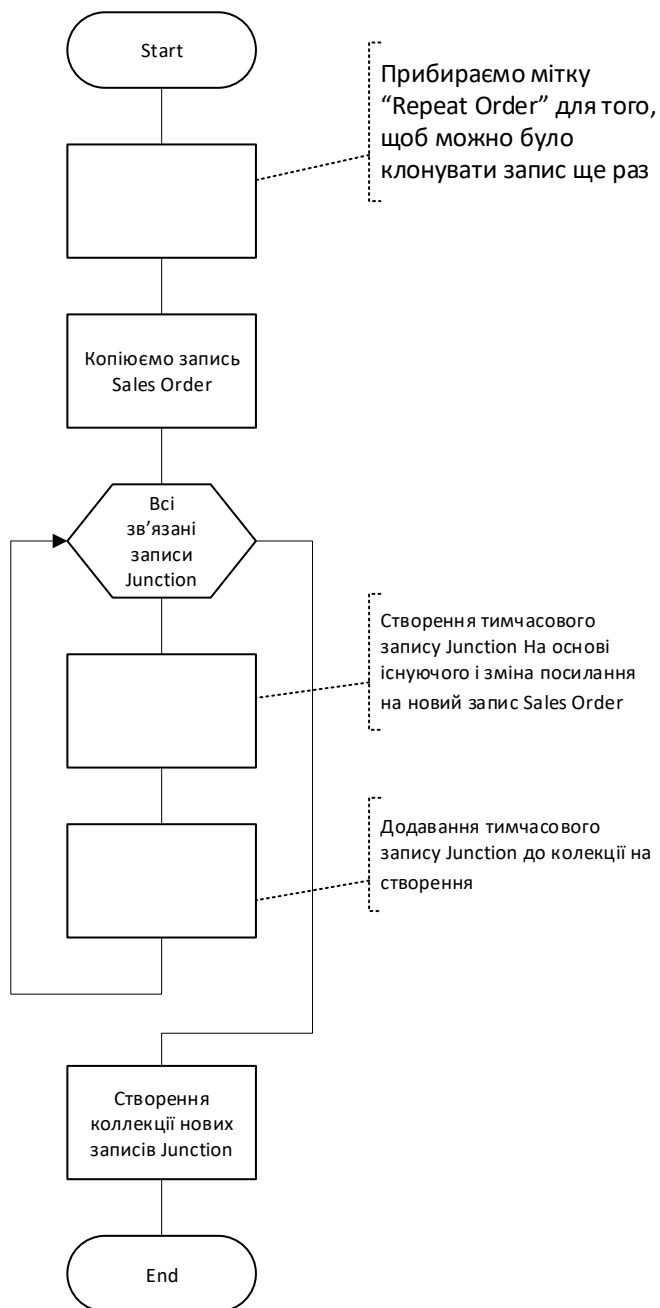 Start
Прибираємо мітку
“Repeat Order” для того,
щоб можно було
клонувати запис ще раз
Копіюємо запись
Sales Order
Всі
зв’язані
записи
Junction
Створення тимчасового
запису Junction На основі
існуючого і зміна посилання
на новий запис Sales Order
Додавання тимчасового
запису Junction до колекції на
створення
Створення
коллекції нових
записів Junction
End